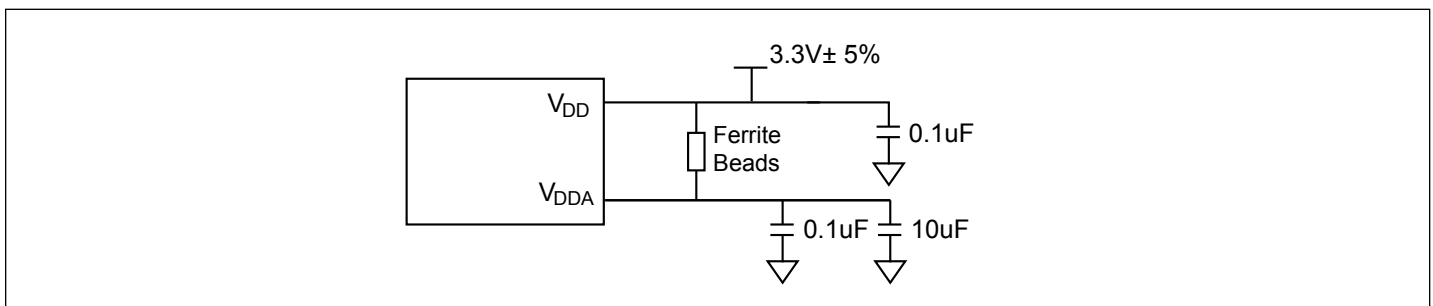 3.3V± 5%
VDD
0.1uF
Ferrite
Beads
VDDA
0.1uF
10uF